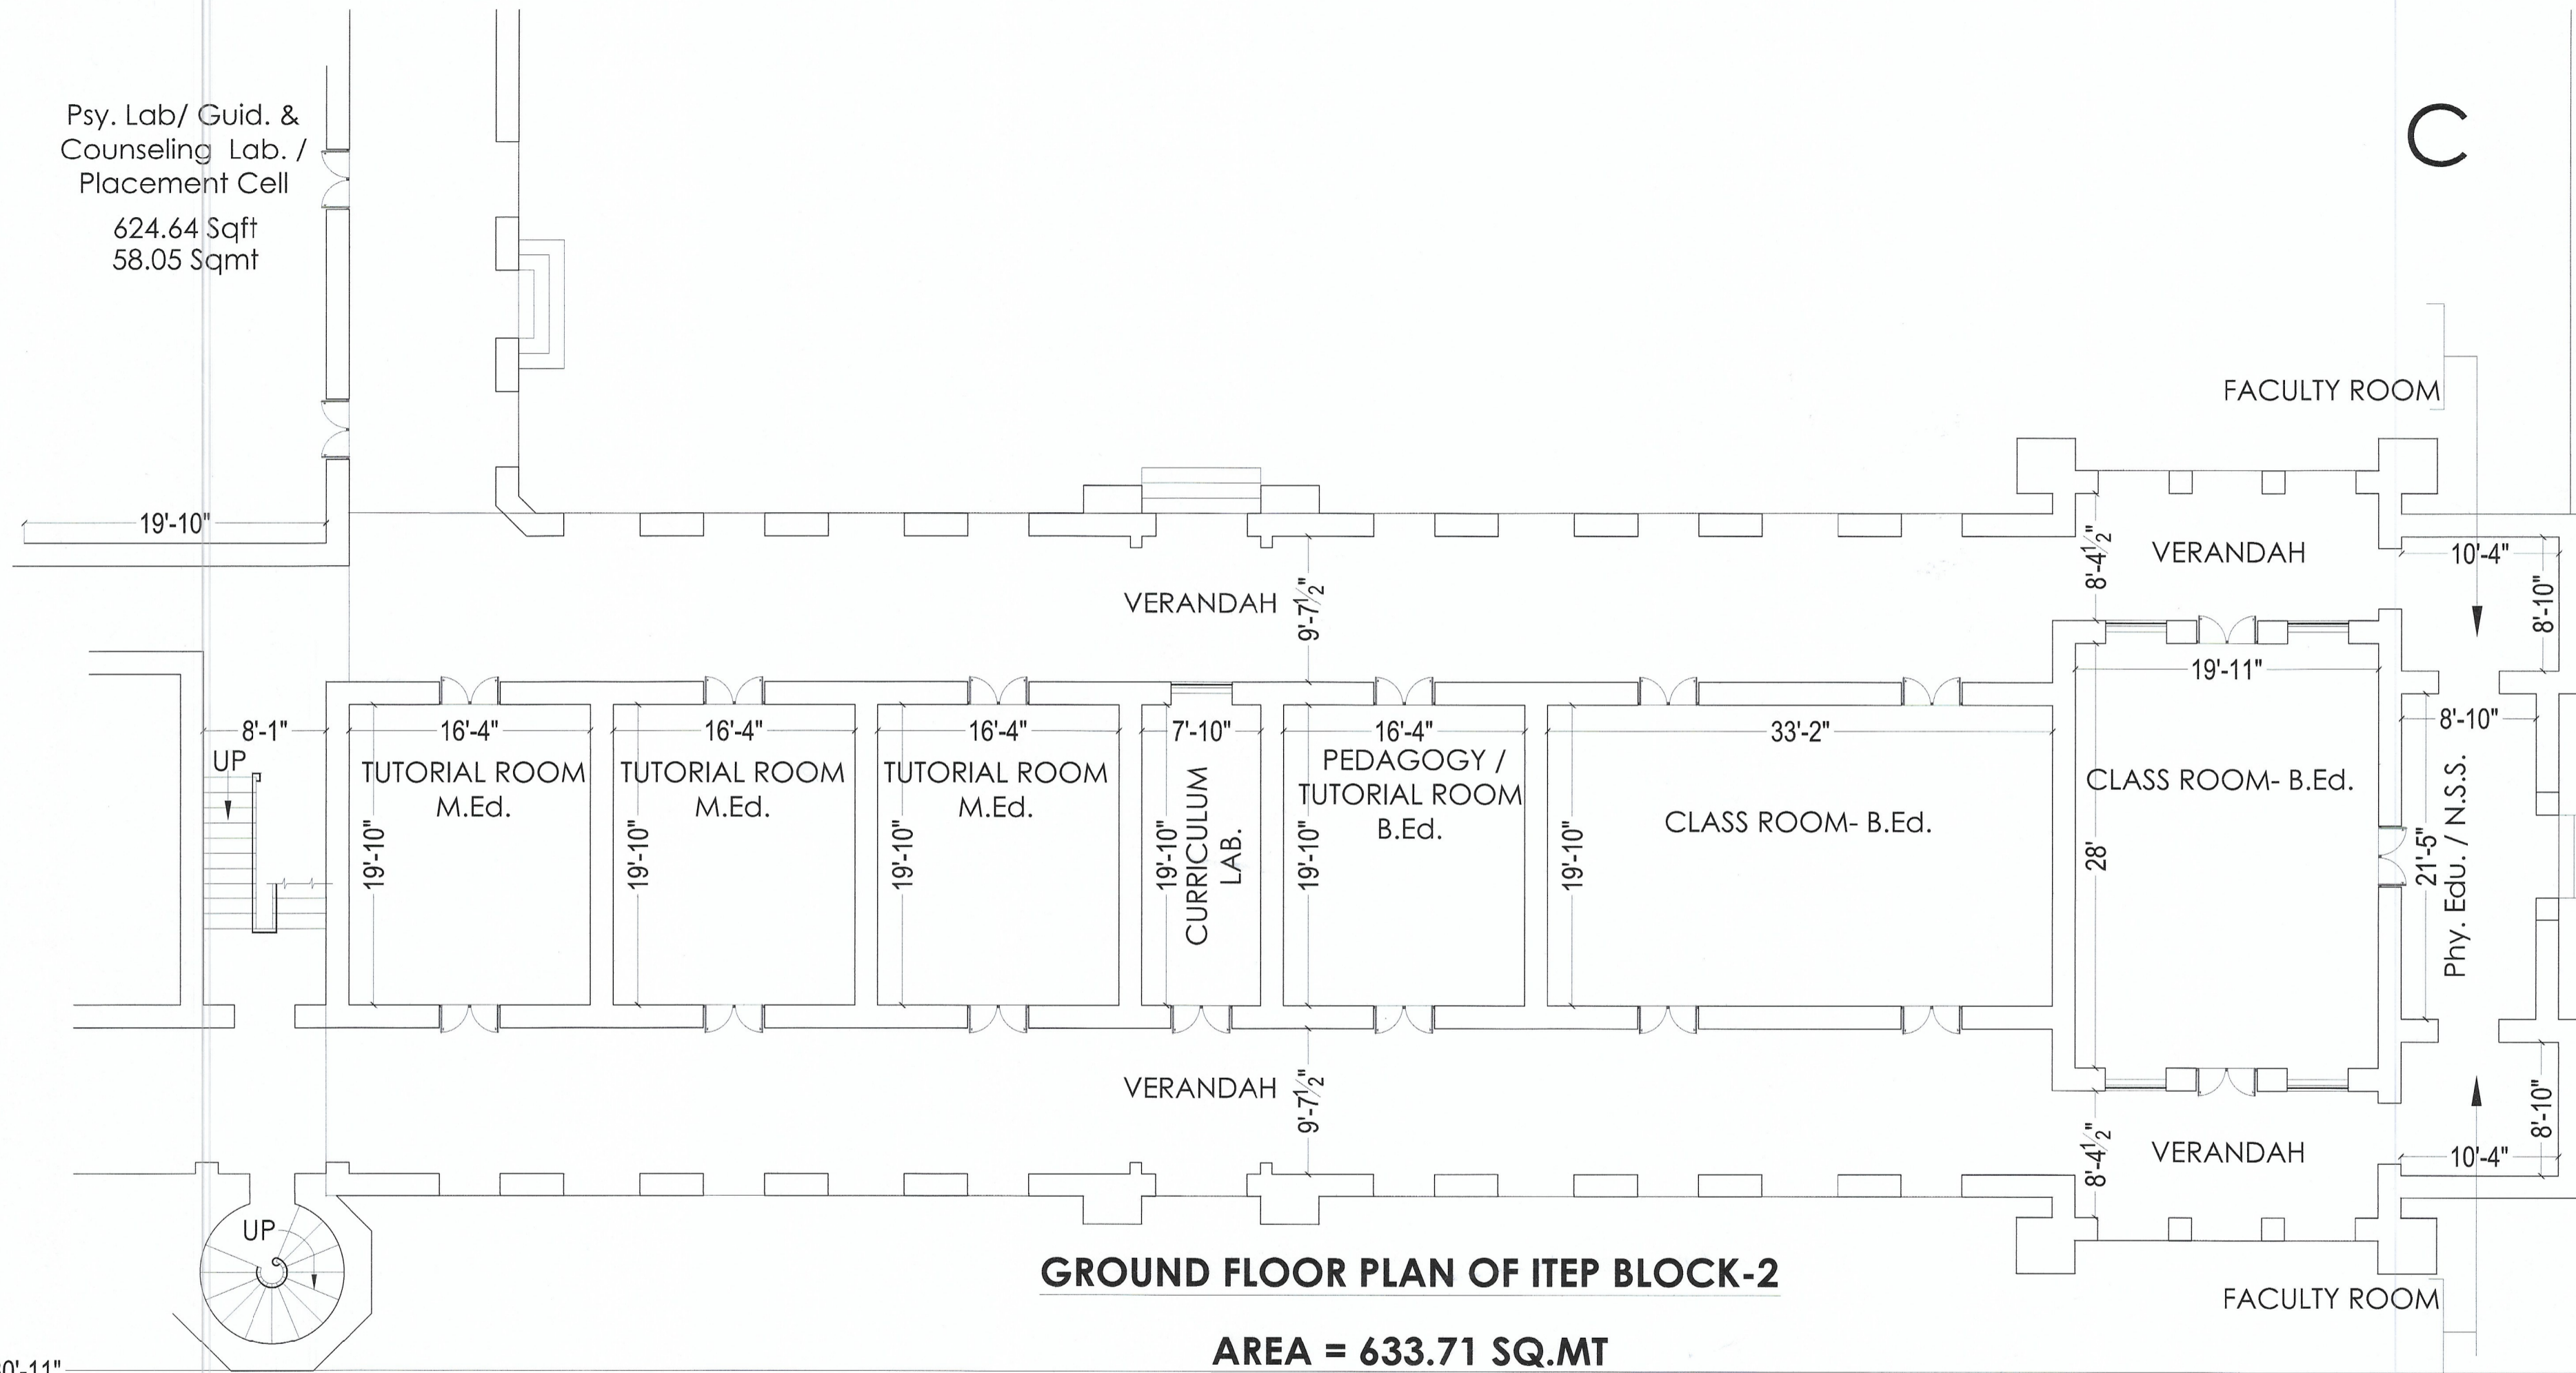 Psy. Lab/ Guid. &
Counseling Lab. /
Placement Cell
624.64 Sqft
58.05 Sqmt
C
FACULTY ROOM
19'-10"
VERANDAH
9'-7½"
8'-4½"
VERANDAH
10'-4"
8'-10"
8'-1"
UP
16'-4"
TUTORIAL ROOM
M.Ed.
19'-10"
16'-4"
TUTORIAL ROOM
M.Ed.
19'-10"
16'-4"
TUTORIAL ROOM
M.Ed.
19'-10"
7'-10"
CURRICULUM
LAB.
19'-10"
16'-4"
PEDAGOGY /
TUTORIAL ROOM
B.Ed.
19'-10"
33'-2"
CLASS ROOM- B.Ed.
19'-10"
19'-11"
CLASS ROOM- B.Ed.
28'
8'-10"
Phy. Edu. / N.S.S.
21'-5"
VERANDAH
9'-7½"
8'-4½"
VERANDAH
10'-4"
8'-10"
UP
FACULTY ROOM
GROUND FLOOR PLAN OF ITEP BLOCK-2
AREA = 633.71 SQ.MT